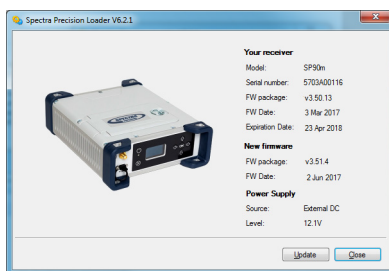 Spectra Precision Loader V6.2.1
Your receiver
Model: SP90m
Serial number: 5703A00116
FW package: v3.50.13
FW Date: 3 Mar 2017
Expiration Date: 23 Apr 2018
New firmware
FW package: v3.51.4
FW Date: 2 Jun 2017
Power Supply
Source: External DC
Level: 12.1V
Update Close